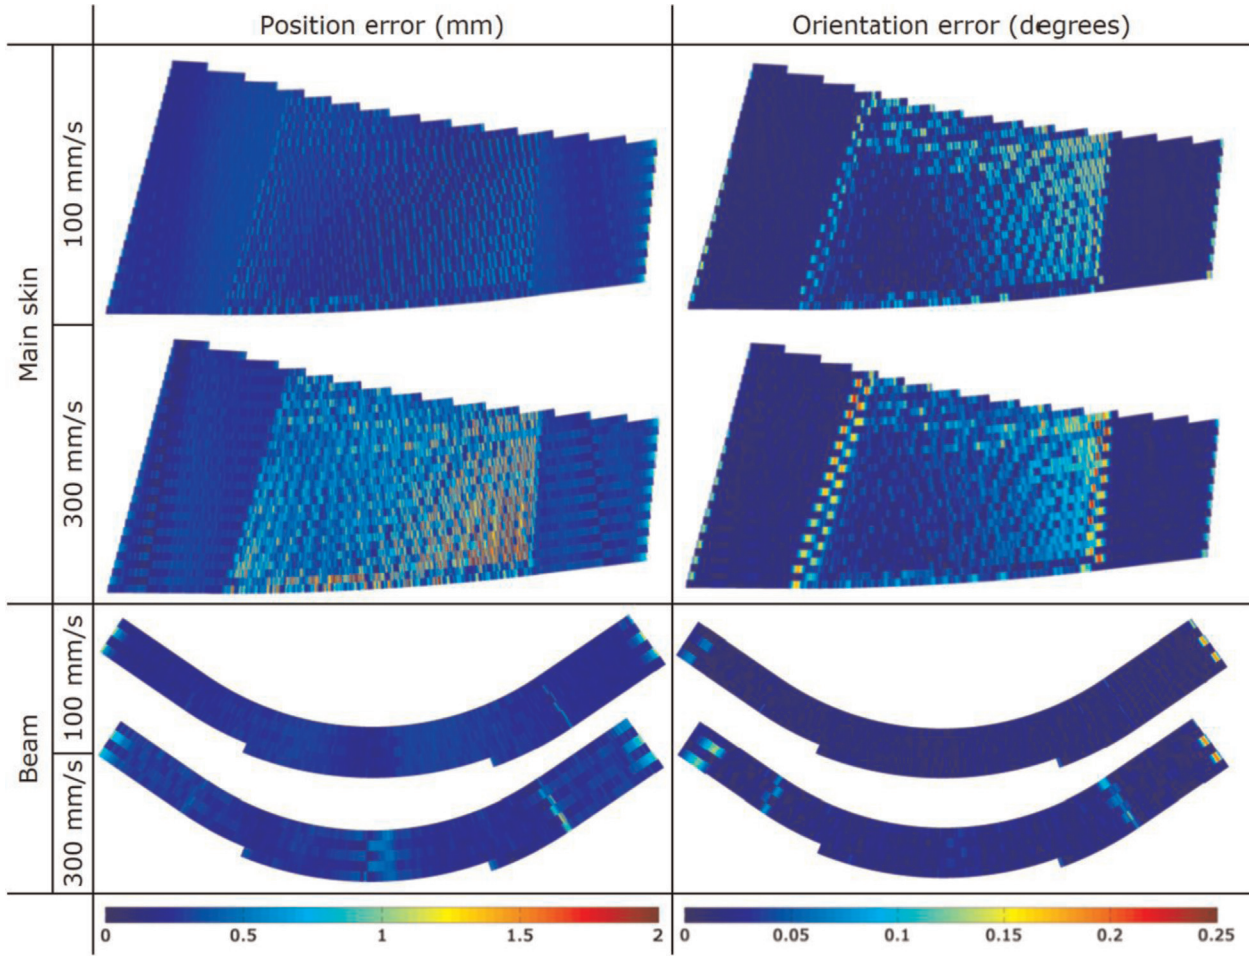 Position error (mm)
Orientation error (degrees)
Main skin
100 mm/s
300 mm/s
Beam
100 mm/s
300 mm/s
0 0.5 1 1.5 2
0 0.05 0.1 0.15 0.2 0.25